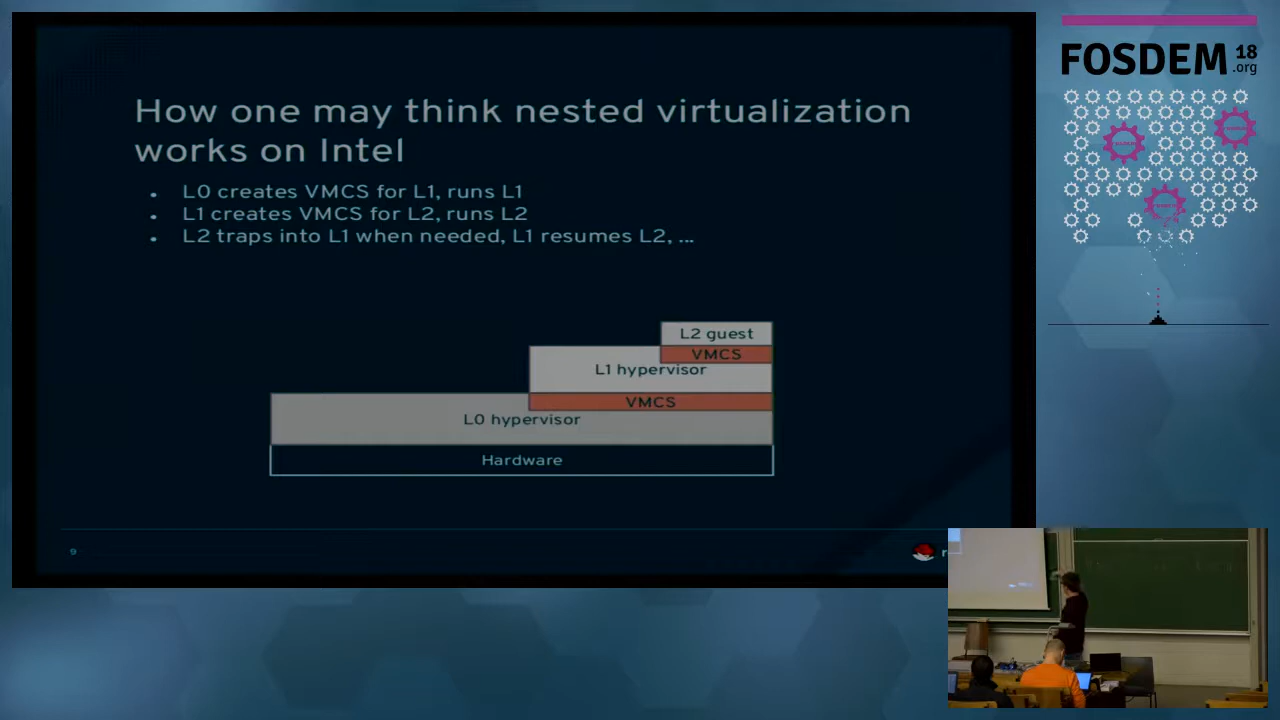 How one may think nested virtualization
works on Intel
• L0 creates VMCS for L1, runs L1
• L1 creates VMCS for L2, runs L2
• L2 traps into L1 when needed, L1 resumes L2, ...
L2 guest
VMCS
L1 hypervisor
VMCS
L0 hypervisor
Hardware
9
r
FOSDEM 18
.org